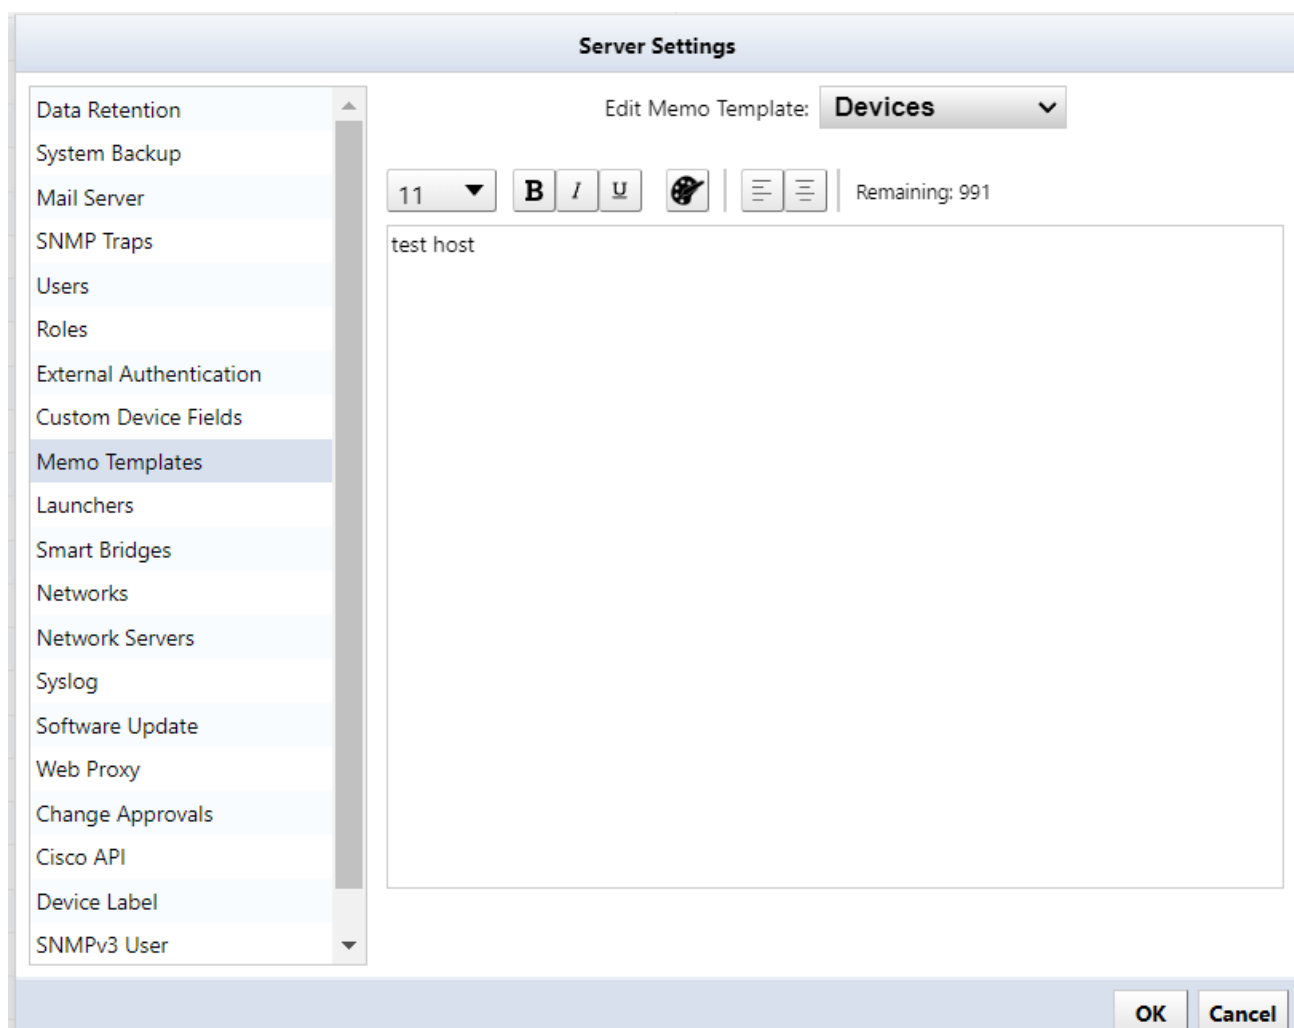 Server Settings
Data Retention
System Backup
Mail Server
SNMP Traps
Users
Roles
External Authentication
Custom Device Fields
Memo Templates
Launchers
Smart Bridges
Networks
Network Servers
Syslog
Software Update
Web Proxy
Change Approvals
Cisco API
Device Label
SNMPv3 User
Edit Memo Template: Devices
11 B I U Remaining: 991
test host
OK Cancel